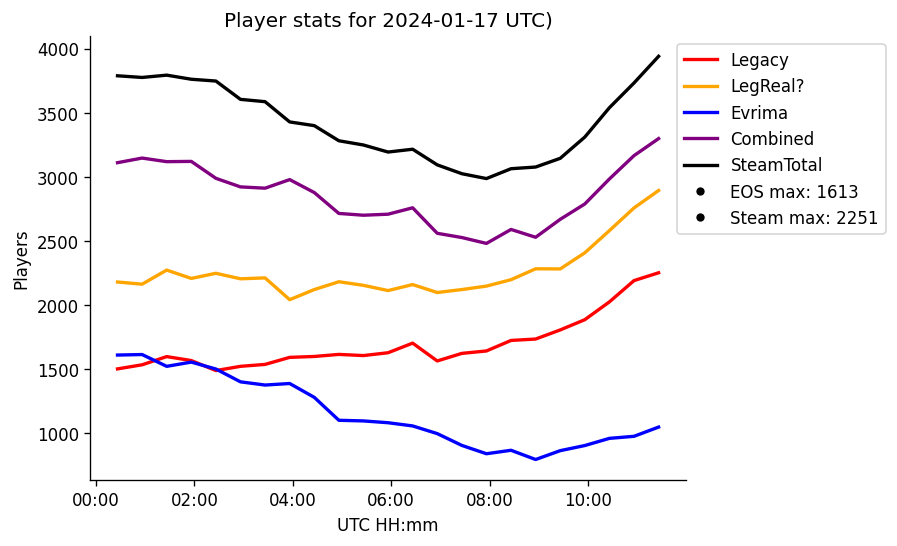 Player stats for 2024-01-17 UTC)
4000
3500
3000
2500
2000
1500
1000
Players
00:00 02:00 04:00 06:00 08:00 10:00
UTC HH:mm
Legacy
LegReal?
Evrima
Combined
SteamTotal
EOS max: 1613
Steam max: 2251